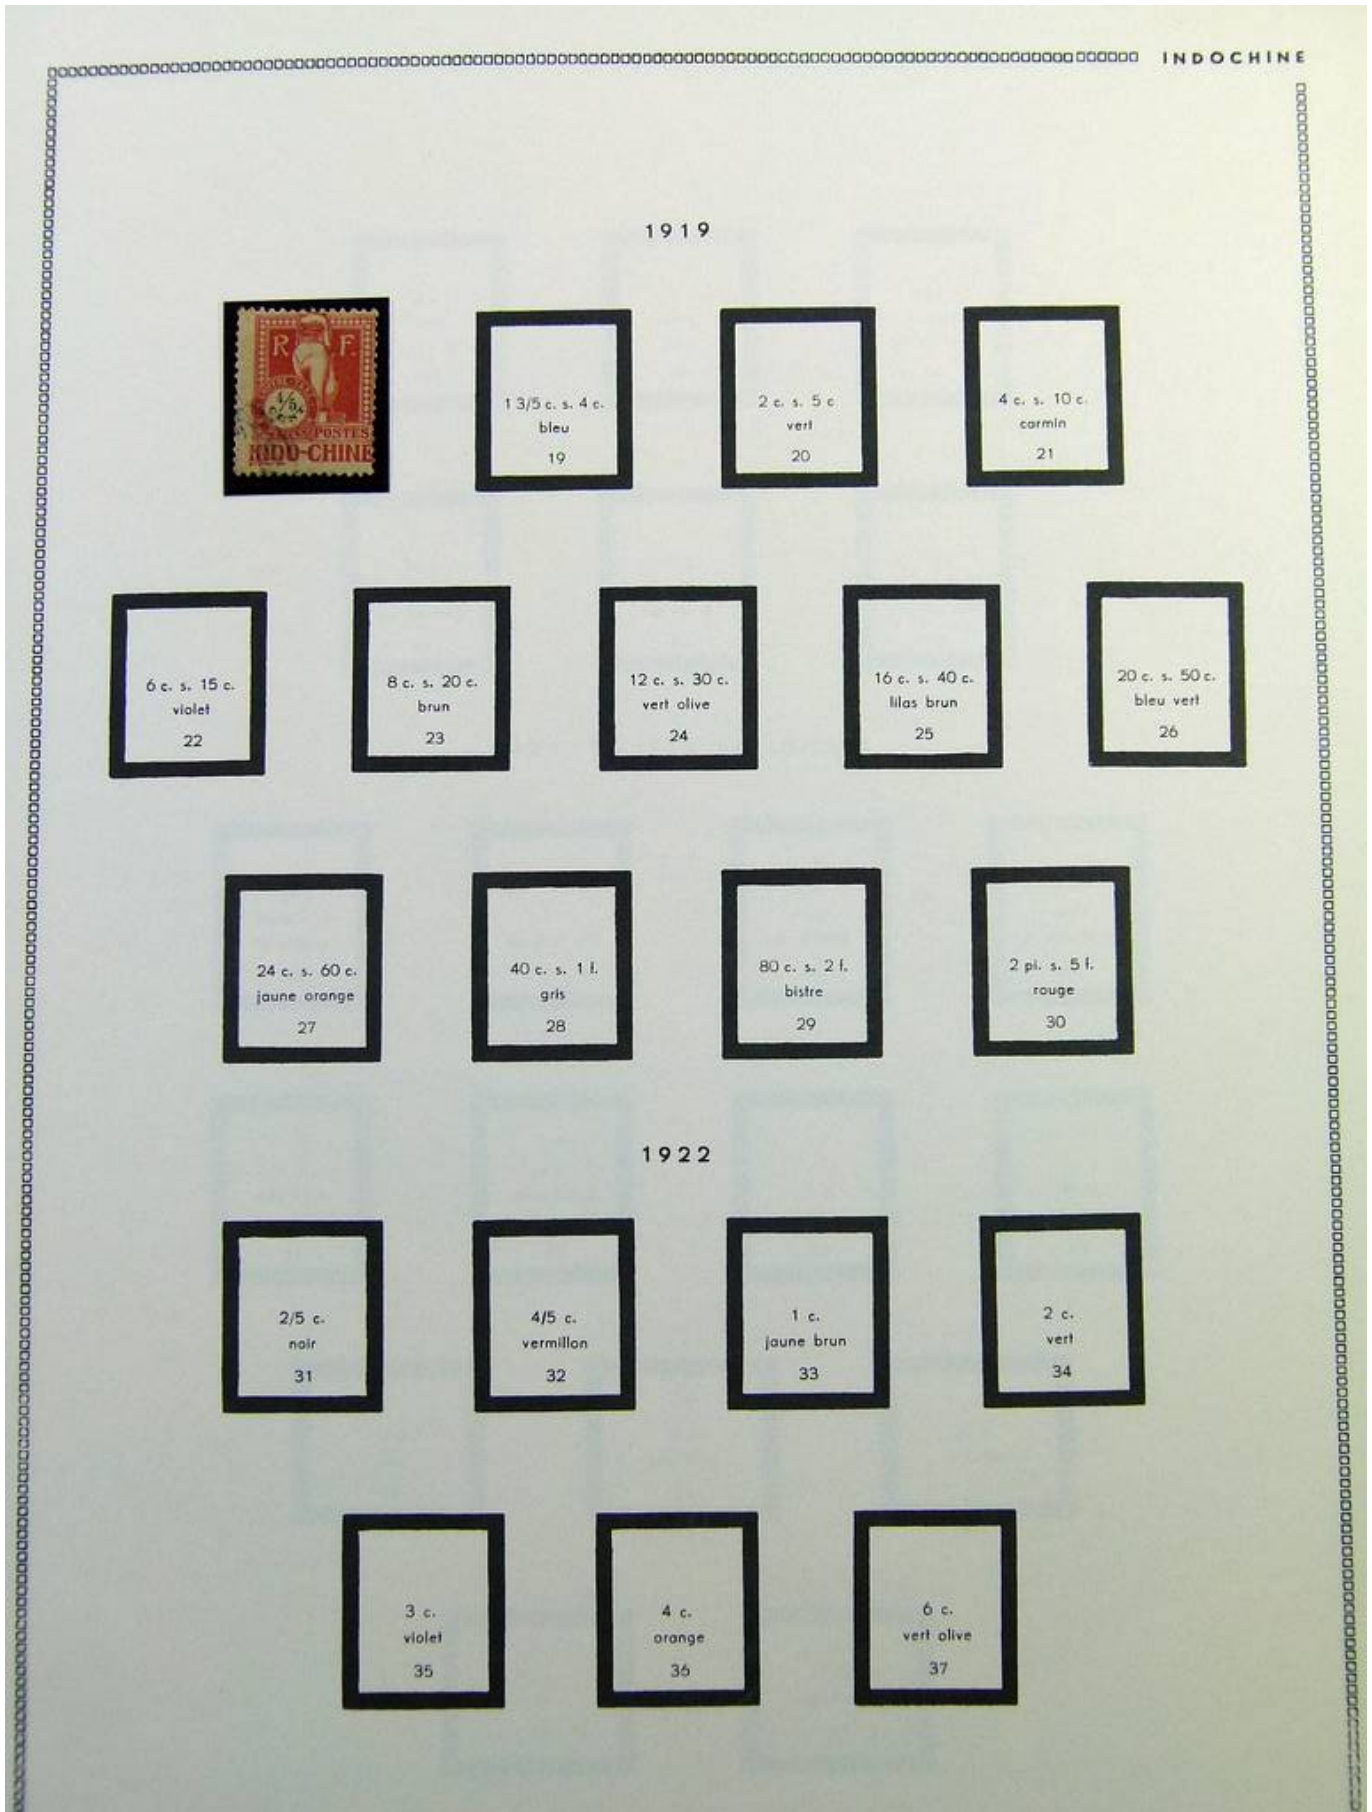 INDOCHINE
1919
R F
4/5
POSTES
INDO-CHINE
1 3/5 c. s. 4 c.
bleu
19
2 c. s. 5 c
vert
20
4 c. s. 10 c.
carmin
21
6 c. s. 15 c.
violet
22
8 c. s. 20 c.
brun
23
12 c. s. 30 c.
vert olive
24
16 c. s. 40 c.
lilas brun
25
20 c. s. 50 c.
bleu vert
26
24 c. s. 60 c.
jaune orange
27
40 c. s. 1 f.
gris
28
80 c. s. 2 f.
bistre
29
2 pi. s. 5 f.
rouge
30
1922
2/5 c.
noir
31
4/5 c.
vermillon
32
1 c.
jaune brun
33
2 c.
vert
34
3 c.
violet
35
4 c.
orange
36
6 c.
vert olive
37